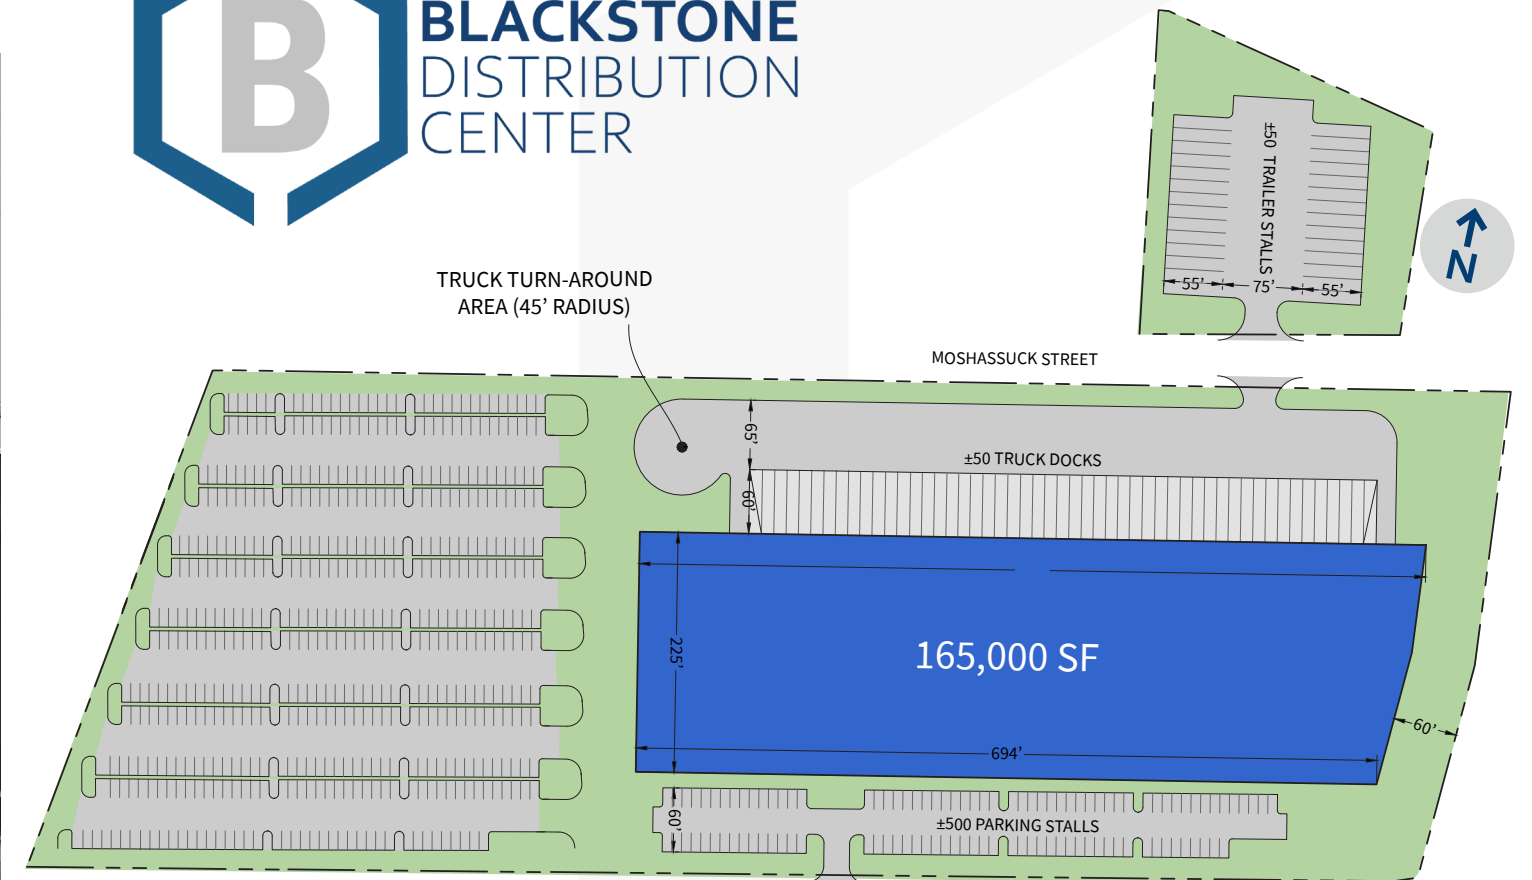 B
BLACKSTONE
DISTRIBUTION
CENTER
TRUCK TURN-AROUND
AREA (45’ RADIUS)
±50 TRAILER STALLS
55’
75’
55’
N
MOSHASSUCK STREET
65’
±50 TRUCK DOCKS
60’
225’
165,000 SF
694’
60’
60’
±500 PARKING STALLS